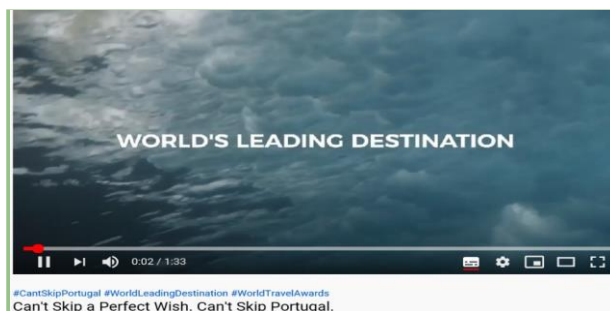 WORLD'S LEADING DESTINATION
0:02 / 1:33
#CantSkipPortugal #WorldLeadingDestination #WorldTravelAwards
Can't Skip a Perfect Wish. Can't Skip Portugal.